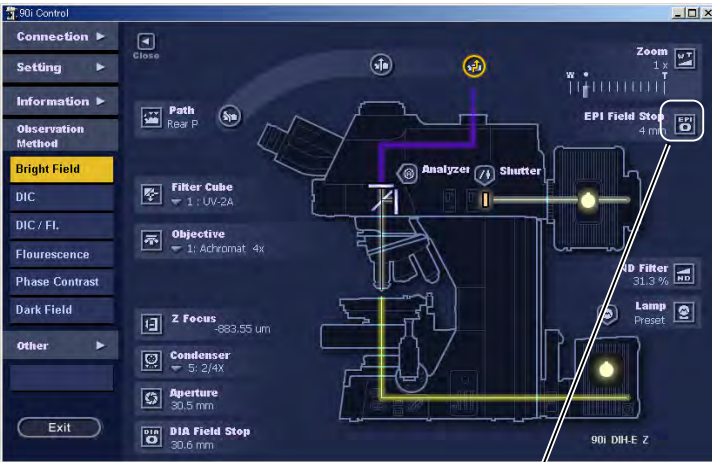 90i Control
Connection
Setting
Information
Observation
Method
Bright Field
DIC
DIC / Fl.
Flourescence
Phase Contrast
Dark Field
Other
Exit
Close
Path
Rear P
Filter Cube
1 : UV-2A
Objective
1: Achromat 4x
Z Focus
-883.55 um
Condenser
5: 2/4X
Aperture
30.5 mm
DIA
DIA Field Stop
30.6 mm
Analyzer
Shutter
Zoom
1 x
W T
W T
EPI Field Stop
4 mm
EPI
ND Filter
31.3 %
ND
Lamp
Preset
90i DIH-E Z